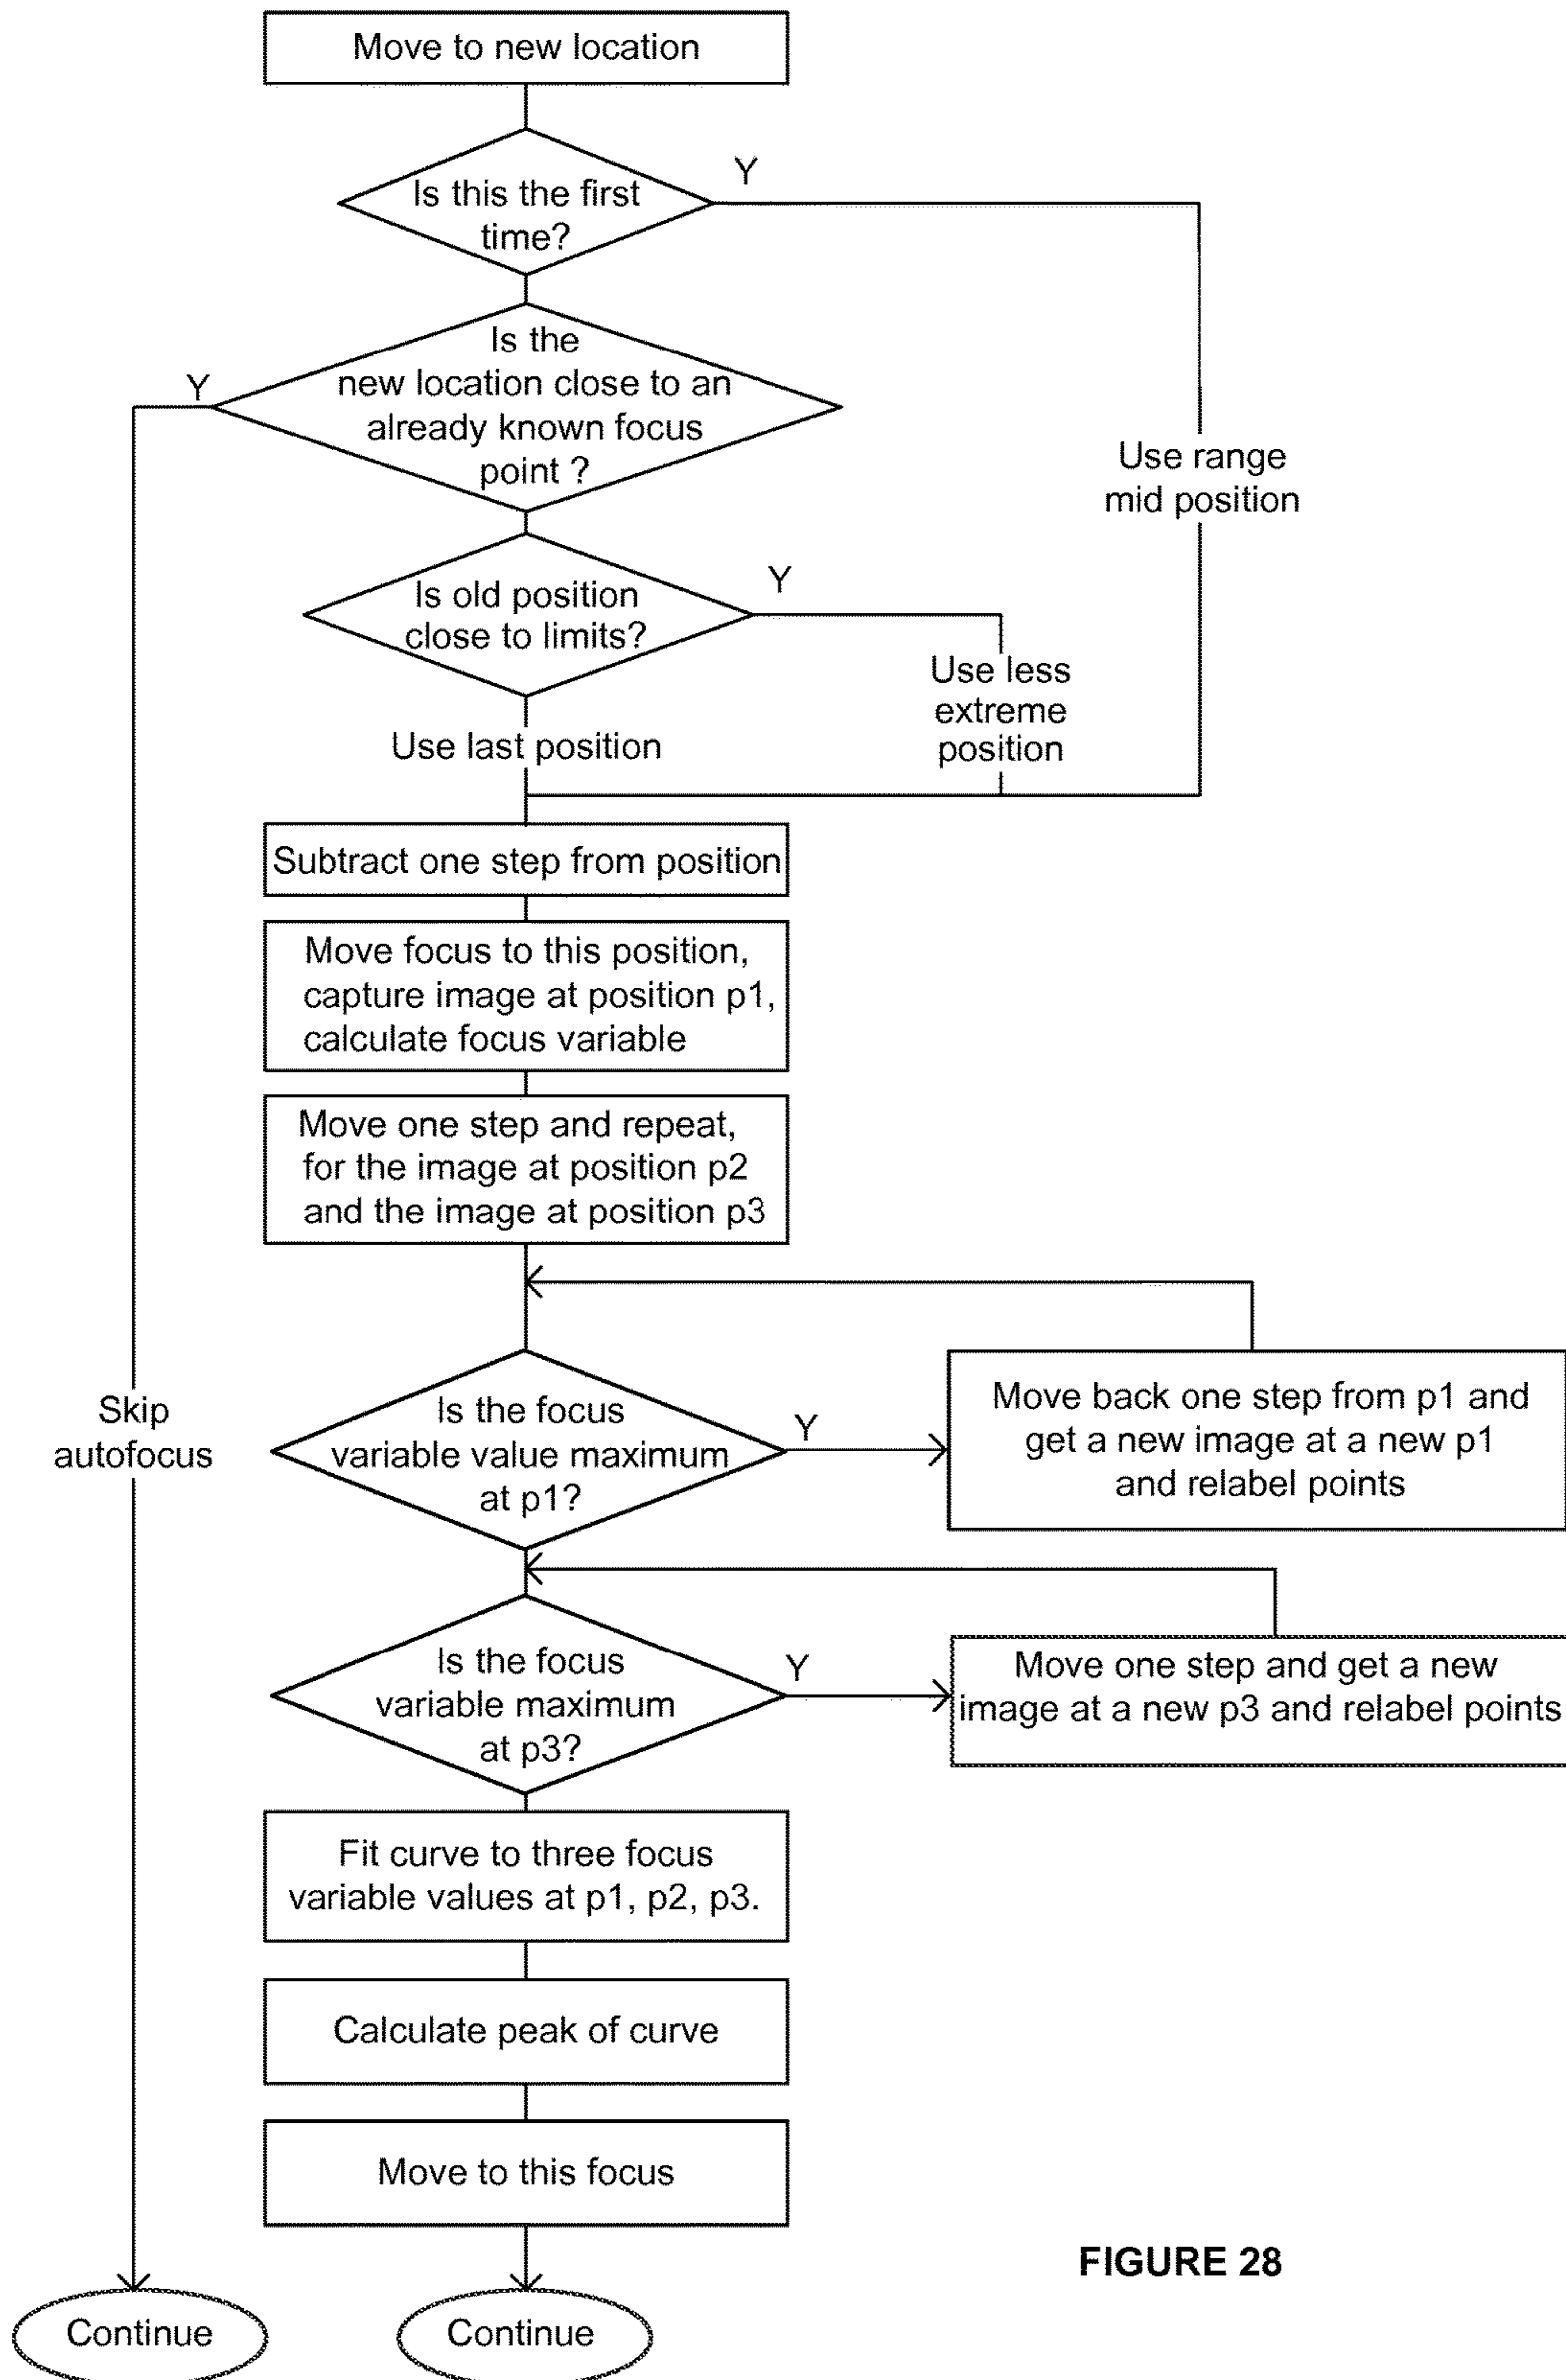 Move to new location
Is this the first
time?
Y
Is the
new location close to an
already known focus
point ?
Y
Use range
mid position
Is old position
close to limits?
Y
Use less
extreme
position
Use last position
Subtract one step from position
Move focus to this position,
capture image at position p1,
calculate focus variable
Move one step and repeat,
for the image at position p2
and the image at position p3
Skip
autofocus
Is the focus
variable value maximum
at p1?
Y
Move back one step from p1 and
get a new image at a new p1
and relabel points
Is the focus
variable maximum
at p3?
Y
Move one step and get a new
image at a new p3 and relabel points
Fit curve to three focus
variable values at p1, p2, p3.
Calculate peak of curve
Move to this focus
FIGURE 28
Continue
Continue